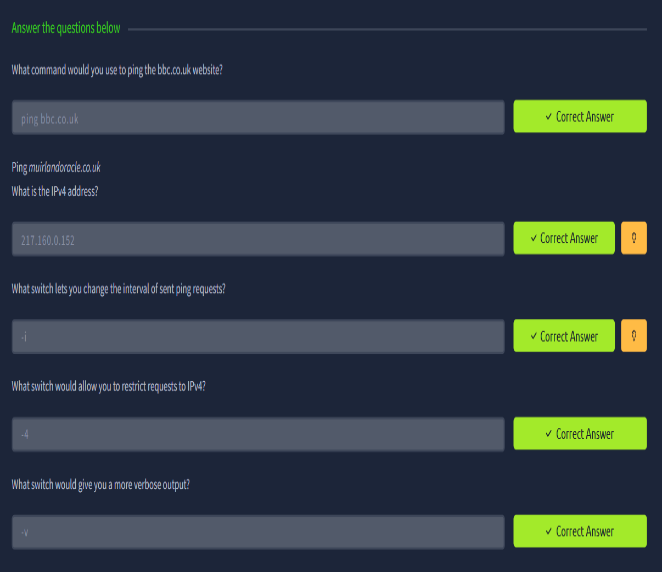 Answer the questions below
What command would you use to ping the bbc.co.uk website?
ping bbc.co.uk
✓ Correct Answer
Ping muirlandoracle.co.uk
What is the IPv4 address?
217.160.0.152
✓ Correct Answer
What switch lets you change the interval of sent ping requests?
-i
✓ Correct Answer
What switch would allow you to restrict requests to IPv4?
-4
✓ Correct Answer
What switch would give you a more verbose output?
-v
✓ Correct Answer